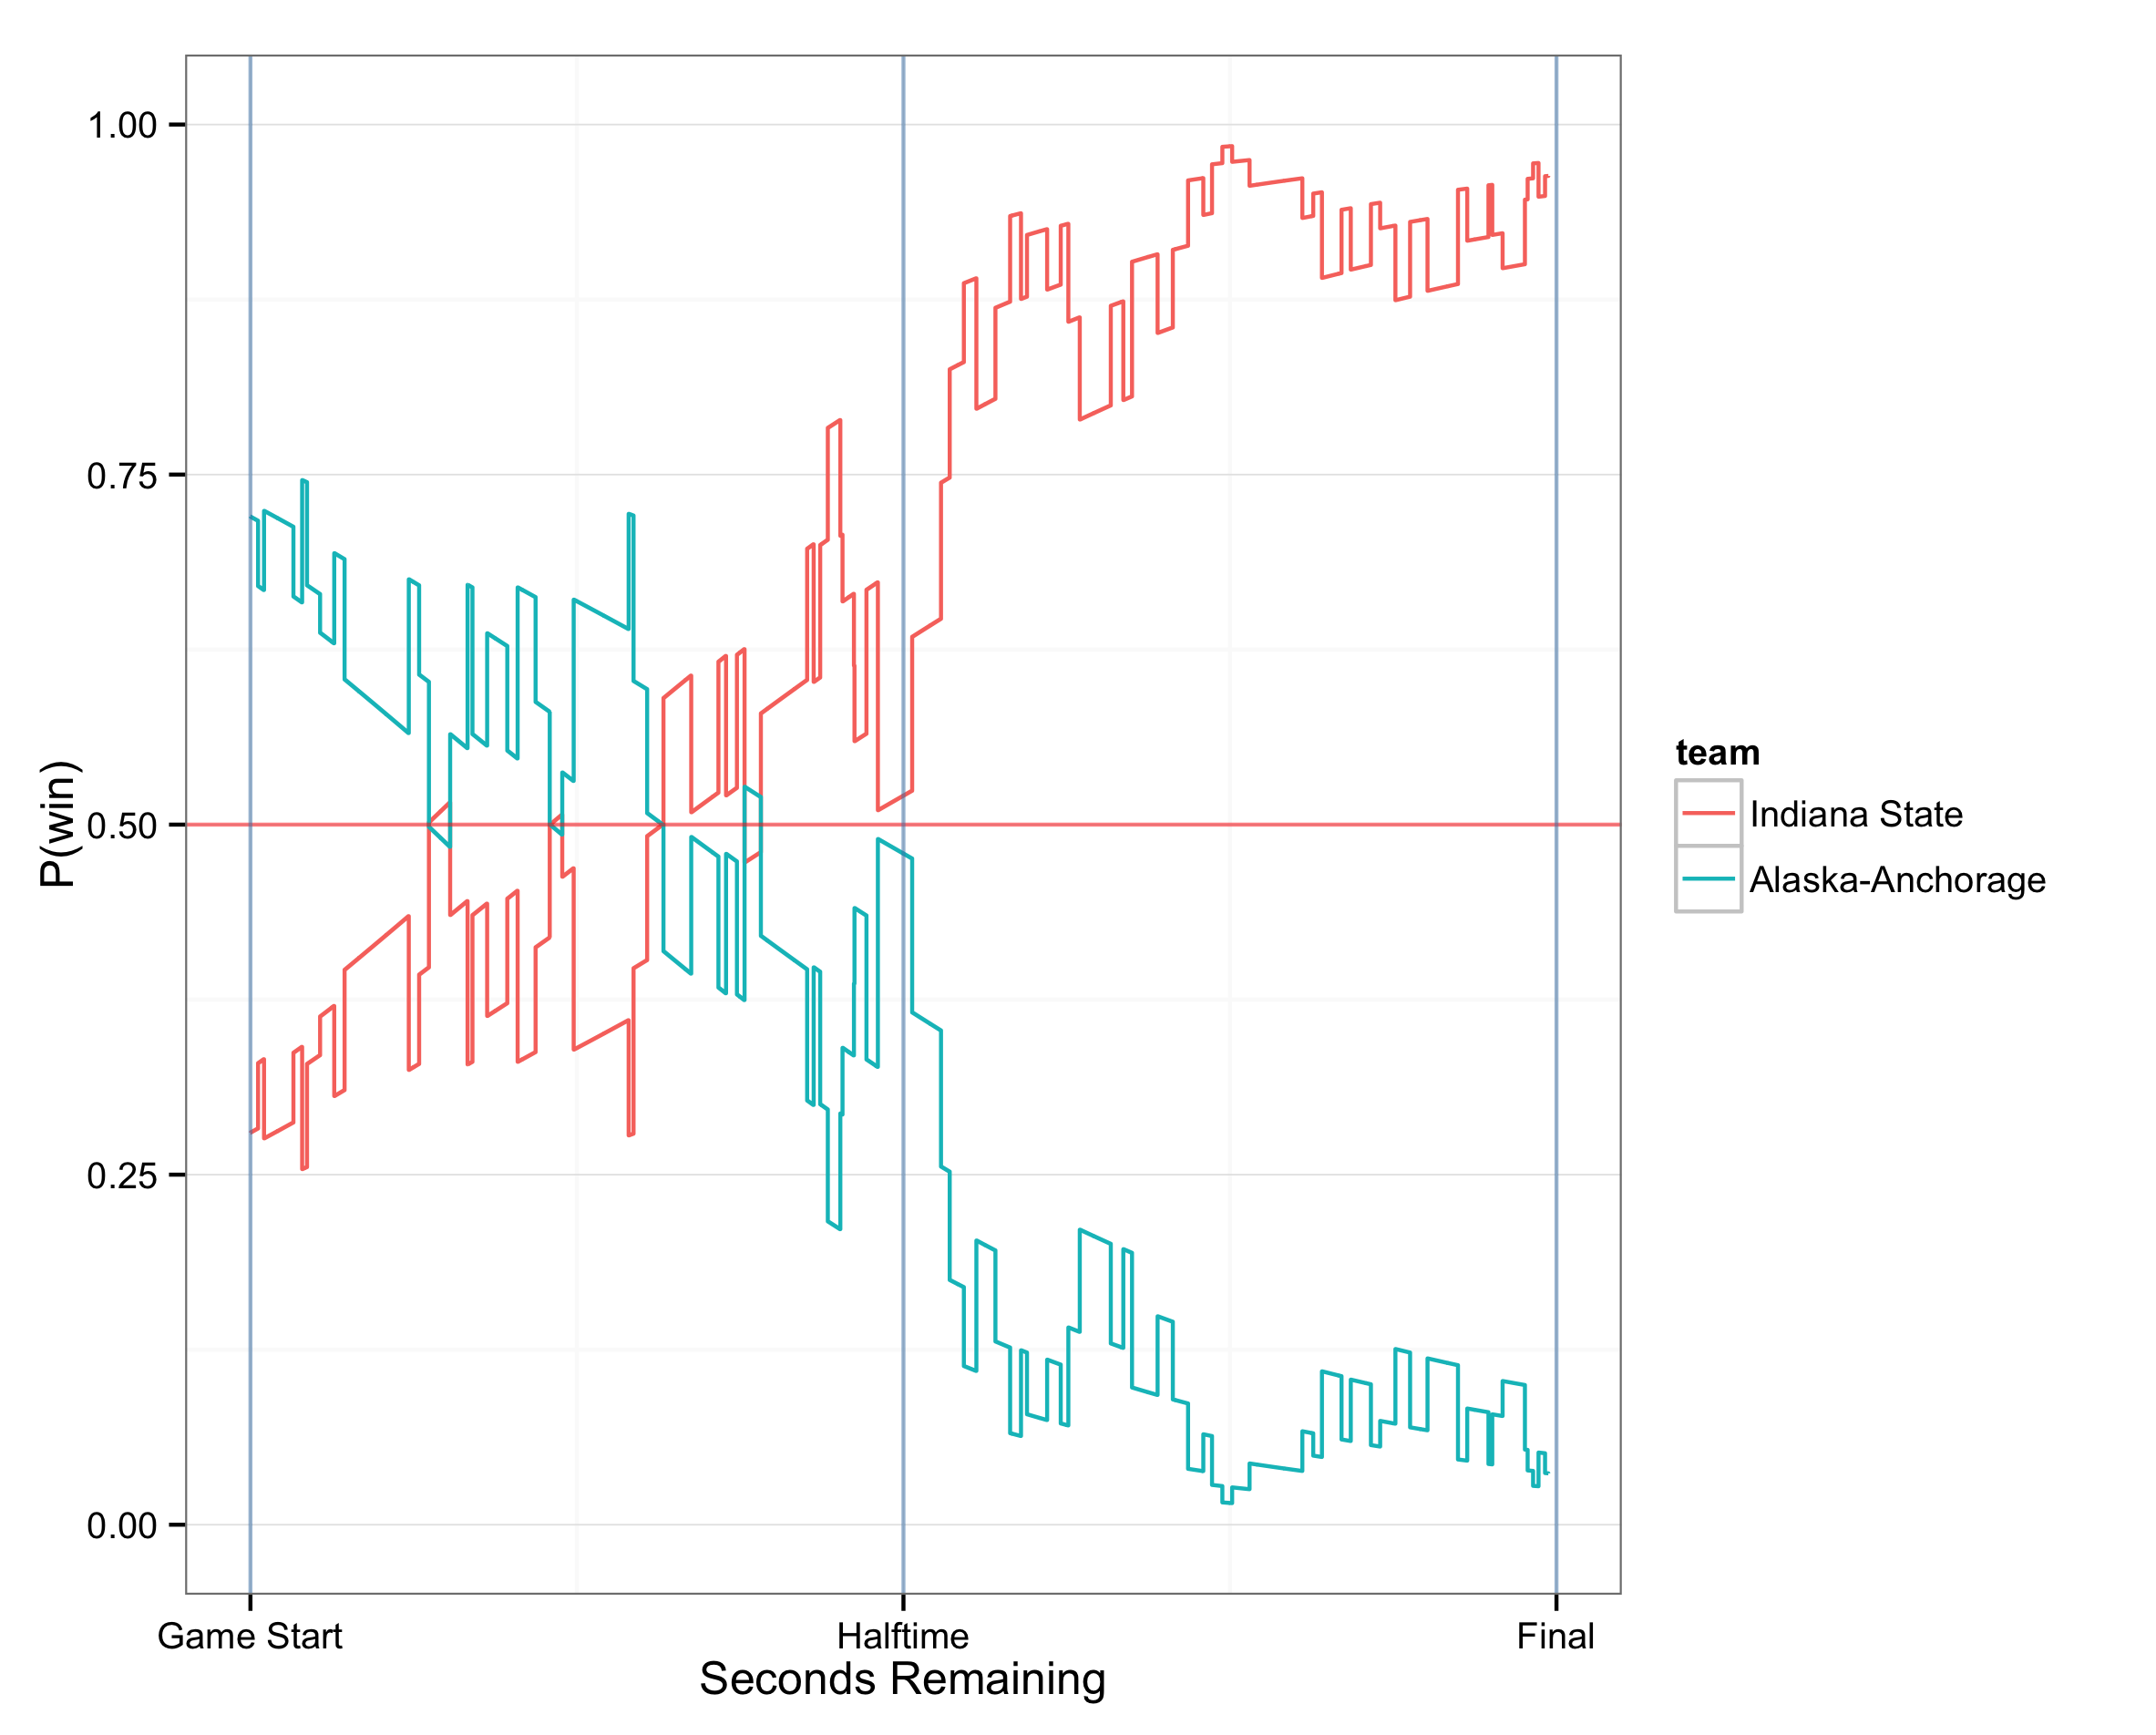 P(win)
1.00
0.75
0.50
0.25
0.00
Game Start
Halftime
Final
Seconds Remaining
team
Indiana State
Alaska-Anchorage